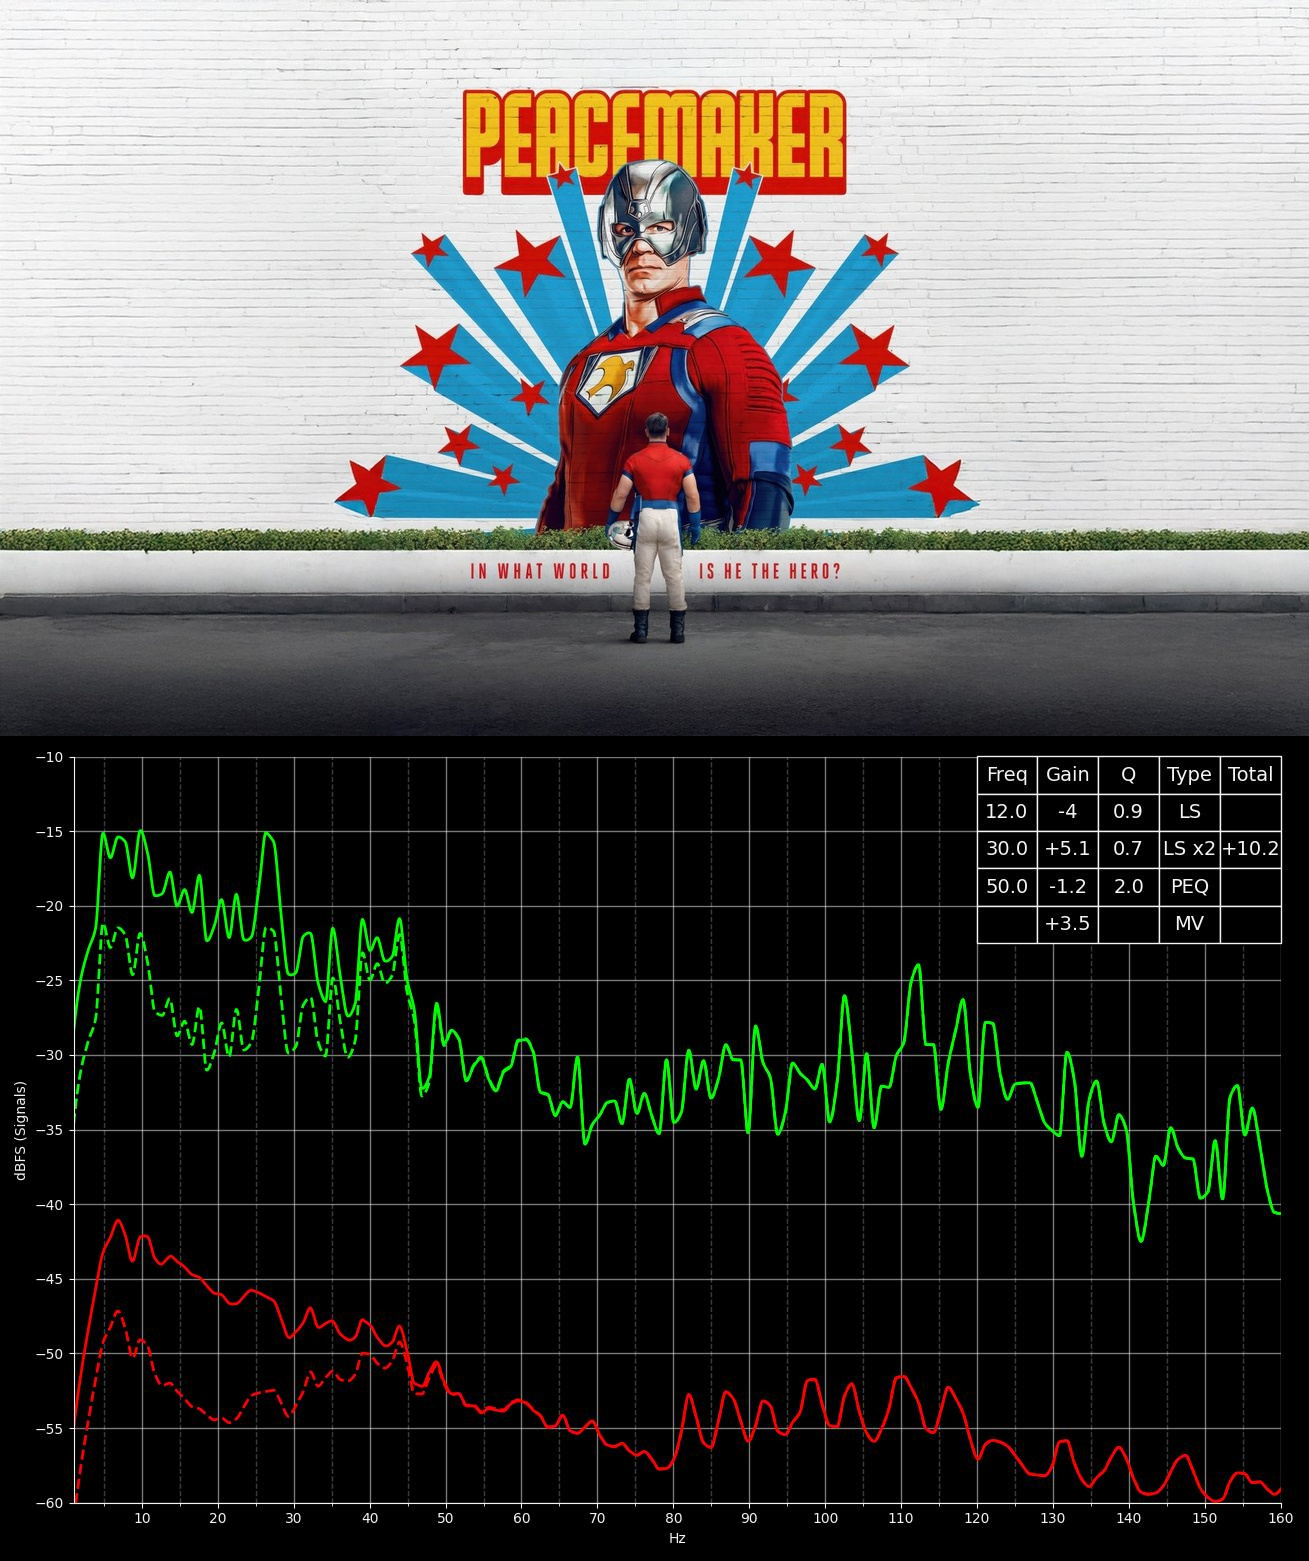 PEACEMAKER
IN WHAT WORLD IS HE THE HERO?
Freq Gain Q Type Total
12.0 -4 0.9 LS
30.0 +5.1 0.7 LS x2 +10.2
50.0 -1.2 2.0 PEQ
+3.5 MV
−10
−15
−20
−25
−30
−35
−40
−45
−50
−55
−60
dBFS (Signals)
10 20 30 40 50 60 70 80 90 100 110 120 130 140 150 160
Hz